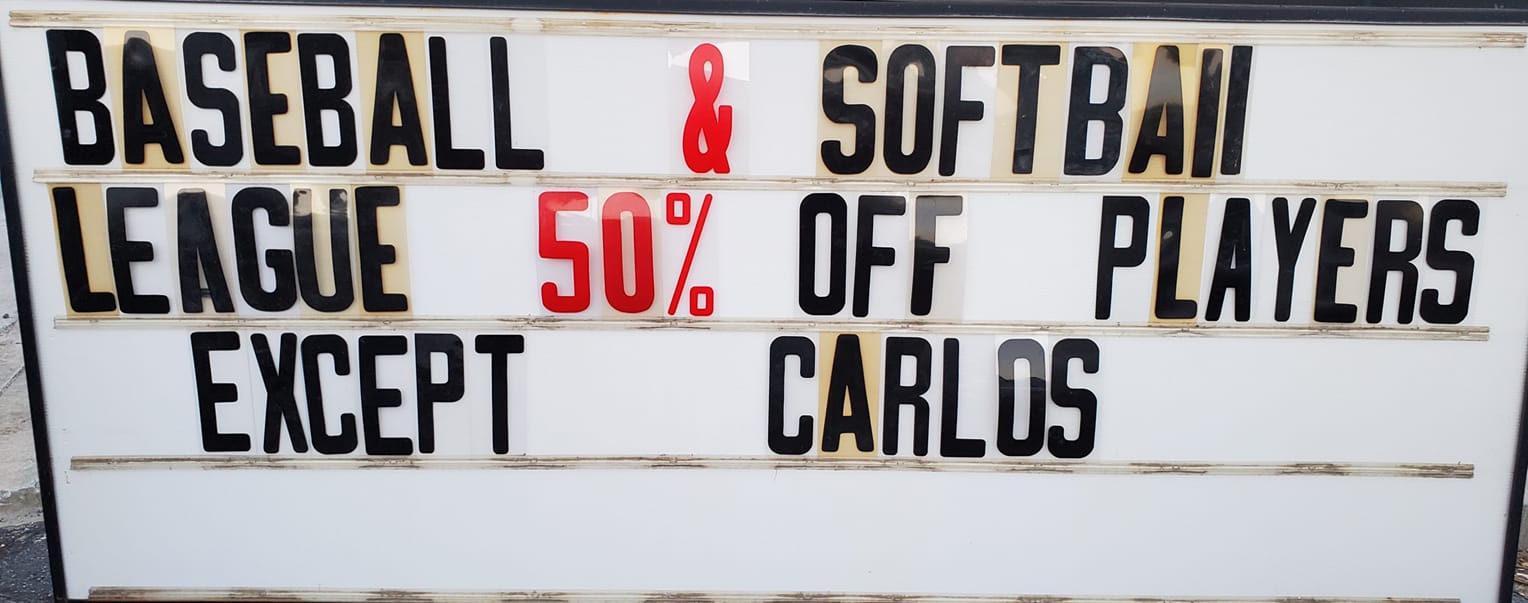 BASEBALL & SOFTBAII
LEAGUE 50% OFF PLAYERS
EXCEPT CARLOS